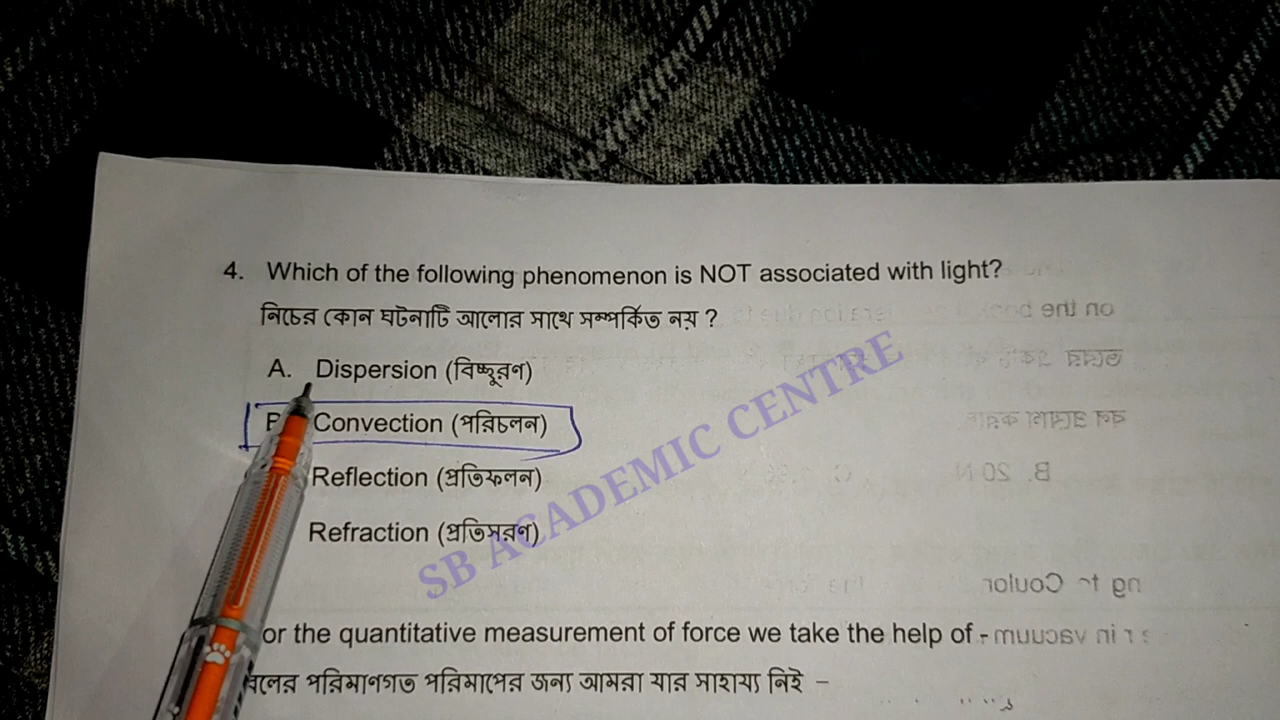 4. Which of the following phenomenon is NOT associated with light?
নিচের কোন ঘটনাটি আলোর সাথে সম্পর্কিত নয় ?
A. Dispersion (বিচ্ছূরণ)
Convection (পরিচলন)
Reflection (প্রতিফলন)
Refraction (প্রতিসরণ)
SB ACADEMIC CENTRE
or the quantitative measurement of force we take the help of -
বলের পরিমাণগত পরিমাপের জন্য আমরা যার সাহায্য নিই –